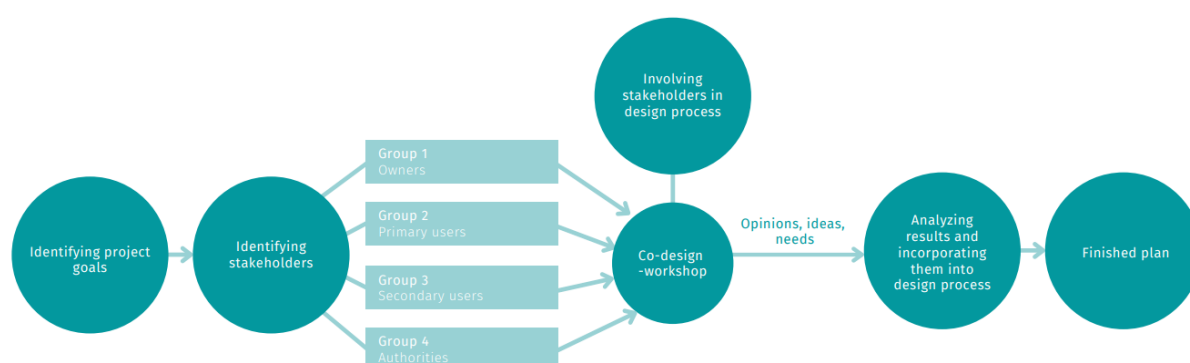 Identifying project
goals
Identifying
stakeholders
Group 1
Owners
Group 2
Primary users
Group 3
Secondary users
Group 4
Authorities
Involving
stakeholders in
design process
Co-design
-workshop
Opinions, ideas,
needs
Analyzing
results and
incorporating
them into
design process
Finished plan